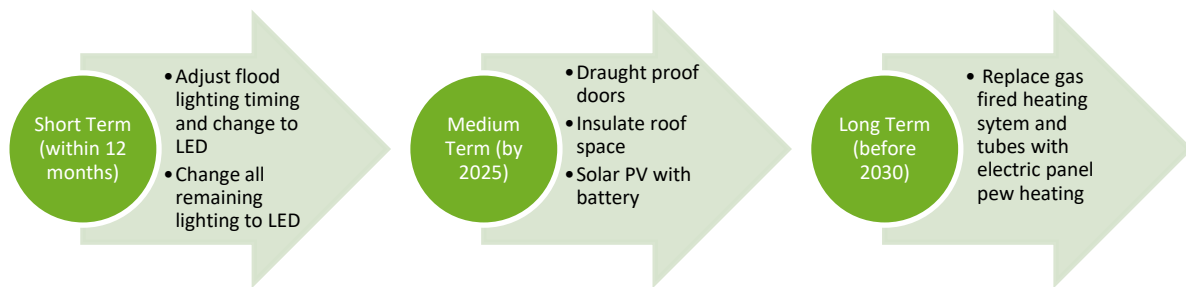 Short Term
(within 12
months)
•Adjust flood
lighting timing
and change to
LED
•Change all
remaining
lighting to LED
Medium
Term (by
2025)
•Draught proof
doors
•Insulate roof
space
•Solar PV with
battery
Long Term
(before
2030)
• Replace gas
fired heating
sytem and
tubes with
electric panel
pew heating